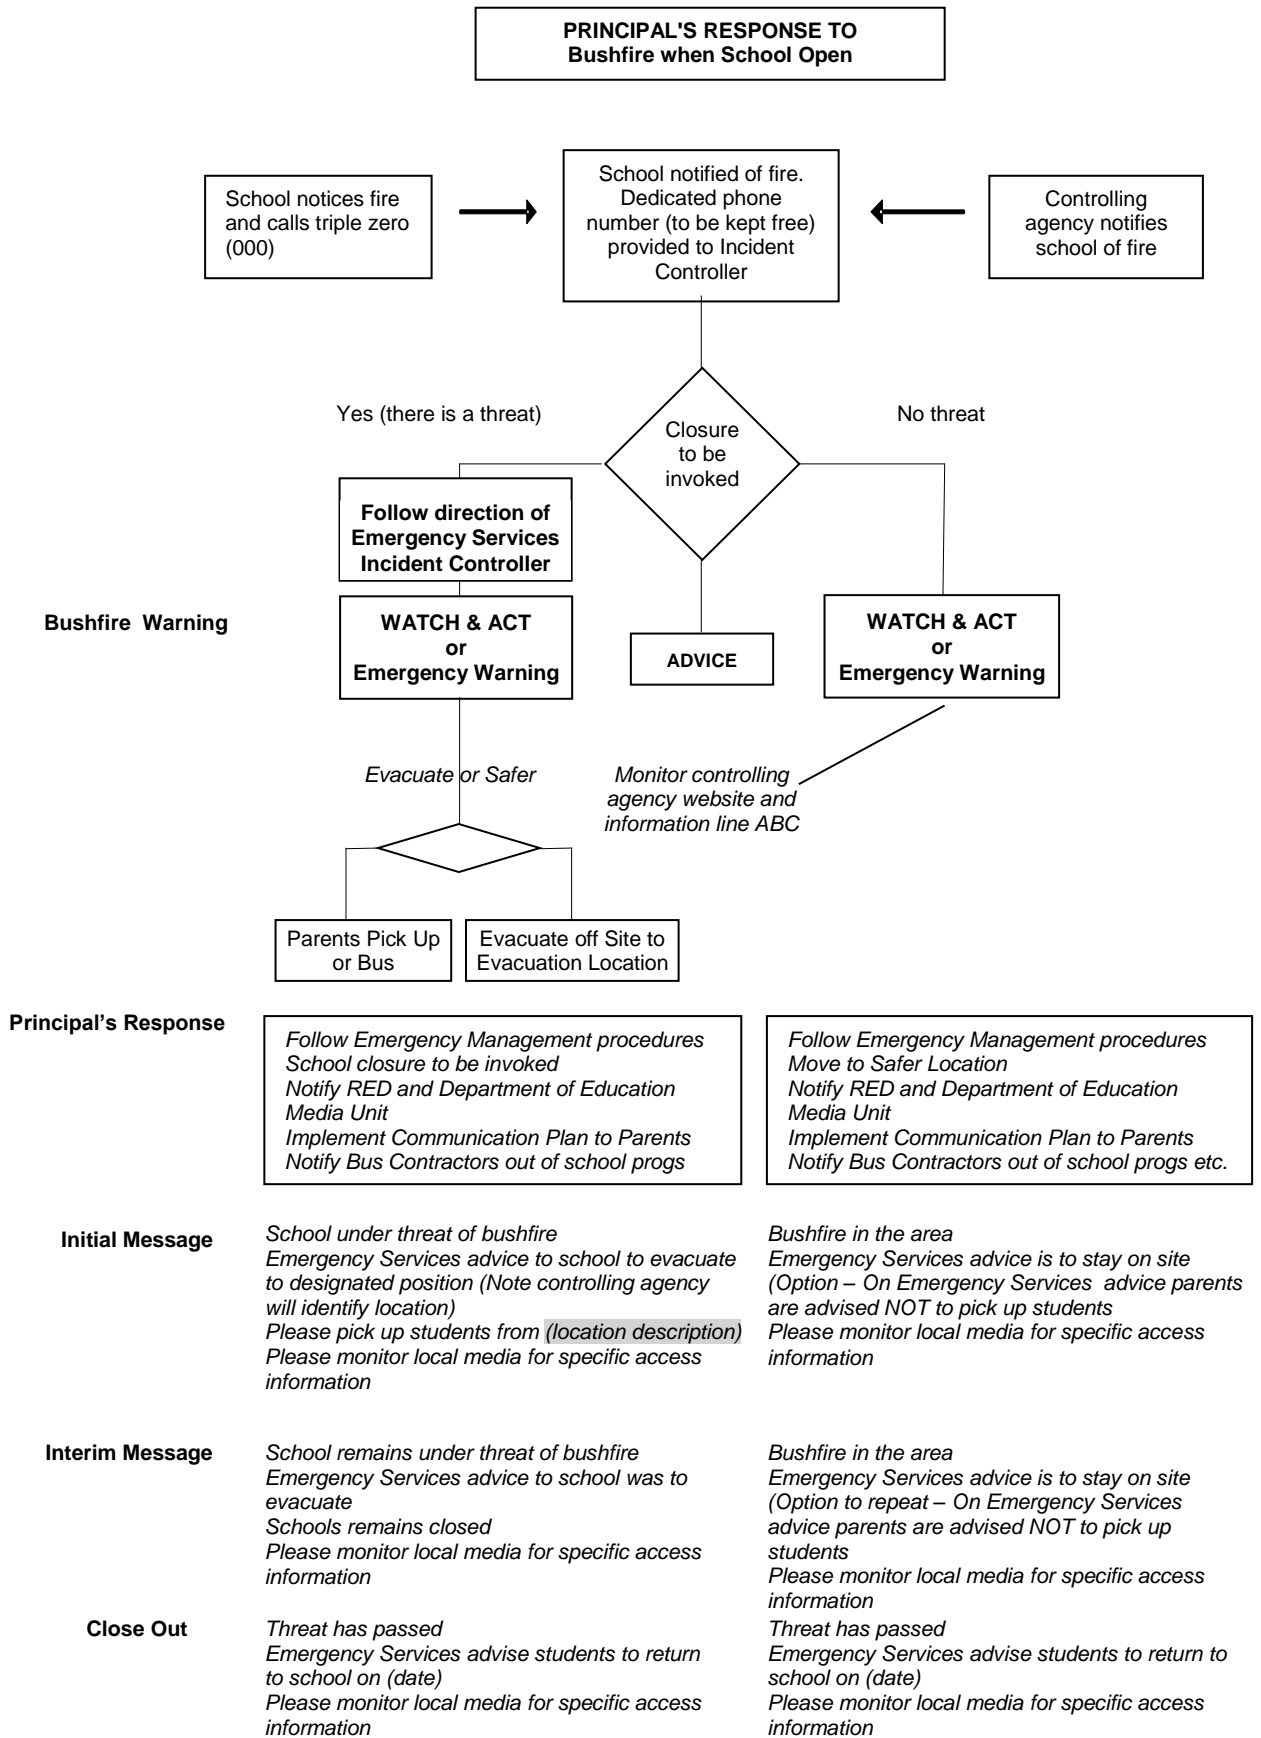 PRINCIPAL'S RESPONSE TO
Bushfire when School Open
School notices fire
and calls triple zero
(000)
School notified of fire.
Dedicated phone
number (to be kept free)
provided to Incident
Controller
Controlling
agency notifies
school of fire
Yes (there is a threat)
Closure
to be
invoked
No threat
Follow direction of
Emergency Services
Incident Controller
Bushfire Warning
WATCH & ACT
or
Emergency Warning
ADVICE
WATCH & ACT
or
Emergency Warning
Evacuate or Safer
Monitor controlling
agency website and
information line ABC
Parents Pick Up
or Bus
Evacuate off Site to
Evacuation Location
Principal’s Response
Follow Emergency Management procedures
School closure to be invoked
Notify RED and Department of Education
Media Unit
Implement Communication Plan to Parents
Notify Bus Contractors out of school progs
Follow Emergency Management procedures
Move to Safer Location
Notify RED and Department of Education
Media Unit
Implement Communication Plan to Parents
Notify Bus Contractors out of school progs etc.
Initial Message
School under threat of bushfire
Emergency Services advice to school to evacuate
to designated position (Note controlling agency
will identify location)
Please pick up students from (location description)
Please monitor local media for specific access
information
Bushfire in the area
Emergency Services advice is to stay on site
(Option – On Emergency Services advice parents
are advised NOT to pick up students
Please monitor local media for specific access
information
Interim Message
School remains under threat of bushfire
Emergency Services advice to school was to
evacuate
Schools remains closed
Please monitor local media for specific access
information
Bushfire in the area
Emergency Services advice is to stay on site
(Option to repeat – On Emergency Services
advice parents are advised NOT to pick up
students
Please monitor local media for specific access
information
Close Out
Threat has passed
Emergency Services advise students to return
to school on (date)
Please monitor local media for specific access
information
Threat has passed
Emergency Services advise students to return to
school on (date)
Please monitor local media for specific access
information